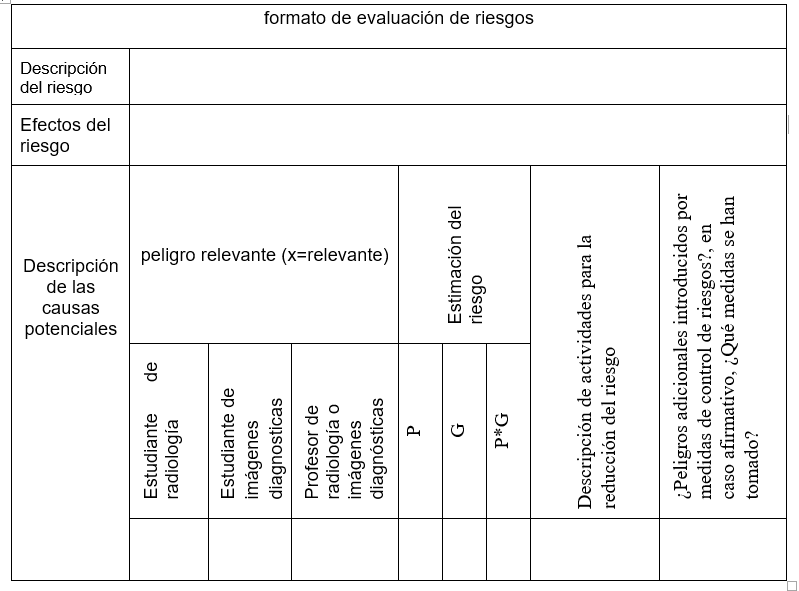 formato de evaluación de riesgos
Descripción
del riesgo
Efectos del
riesgo
Descripción
de las
causas
potenciales
peligro relevante (x=relevante)
Estimación del
riesgo
Descripción de actividades para la
reducción del riesgo
¿Peligros adicionales introducidos por
medidas de control de riesgos?, en
caso afirmativo, ¿Qué medidas se han
tomado?
Estudiante de
radiología
Estudiante de
imágenes
diagnosticas
Profesor de
radiología o
imágenes
diagnósticas
P
G
P*G